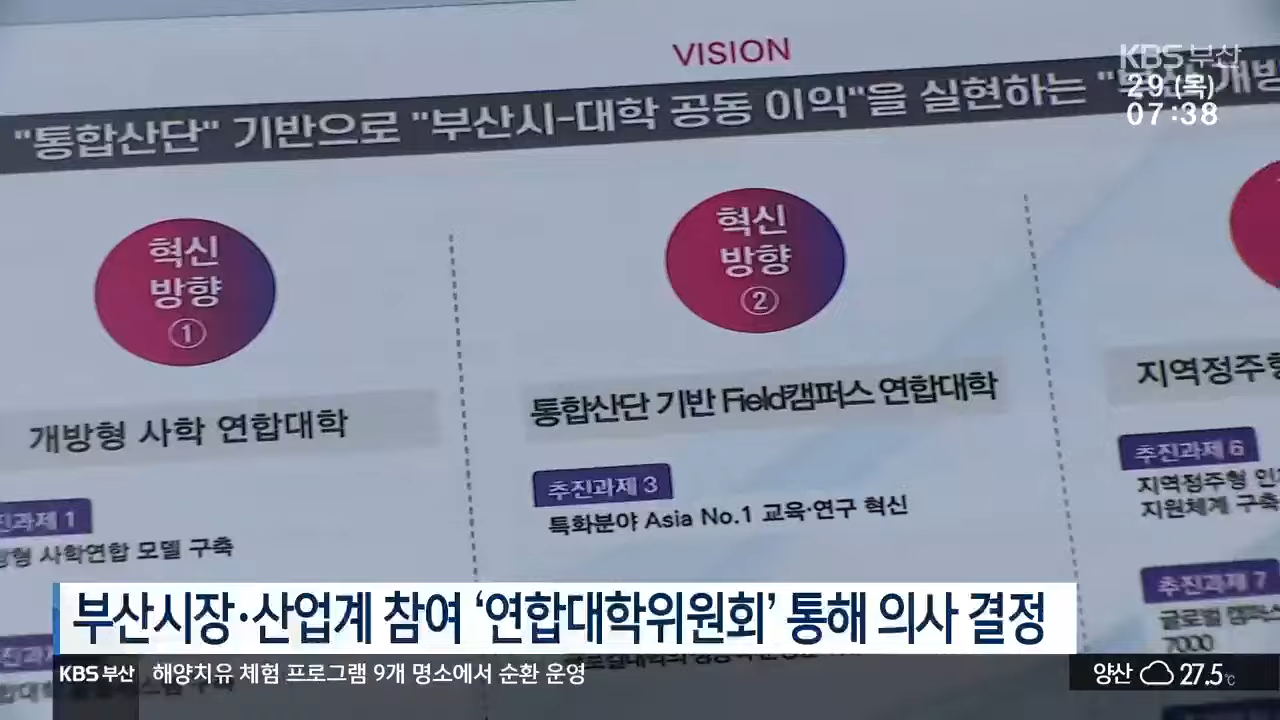 VISION
KBS 부산
29 (목)
07:38
"통합산단" 기반으로 "부산시-대학 공동 이익"을 실현하는
혁신
방향
①
혁신
방향
②
개방형 사학 연합대학
통합산단 기반 Field캠퍼스 연합대학
지역정주형
과제 1
사학연합 모델 구축
추진과제 3
특화분야 Asia No.1 교육·연구 혁신
추진과제 6
지역정주형
지원체계 구축
추진과제 7
글로벌
7000
부산시장·산업계 참여 ‘연합대학위원회’ 통해 의사 결정
KBS 부산 해양치유 체험 프로그램 9개 명소에서 순환 운영
양산 27.5℃